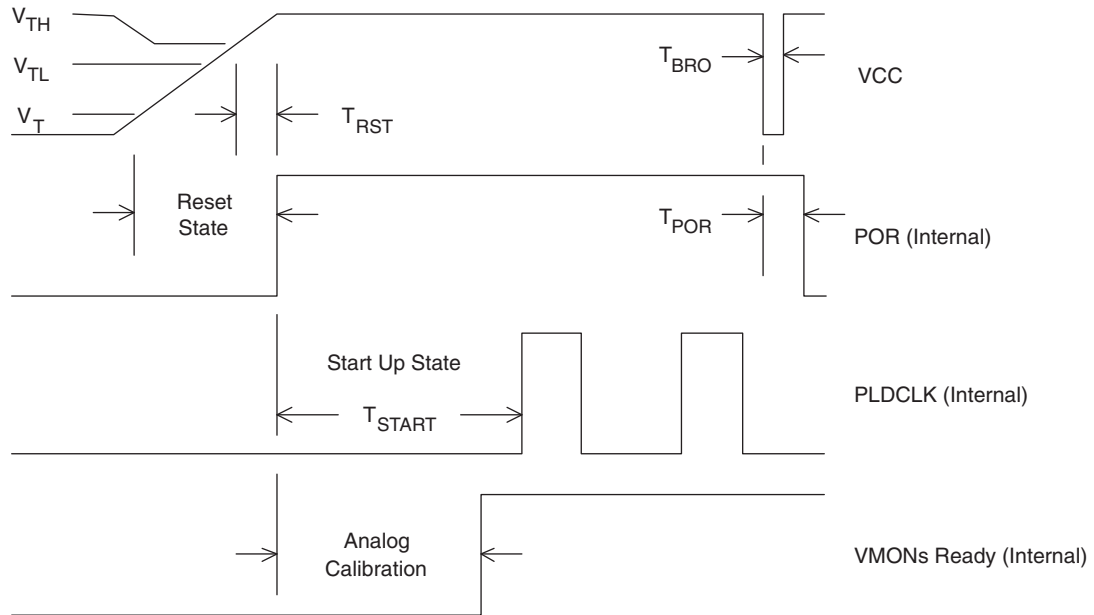 VTH
VTL
VT
TBRO
VCC
TRST
Reset
State
TPOR
POR (Internal)
Start Up State
TSTART
PLDCLK (Internal)
Analog
Calibration
VMONs Ready (Internal)